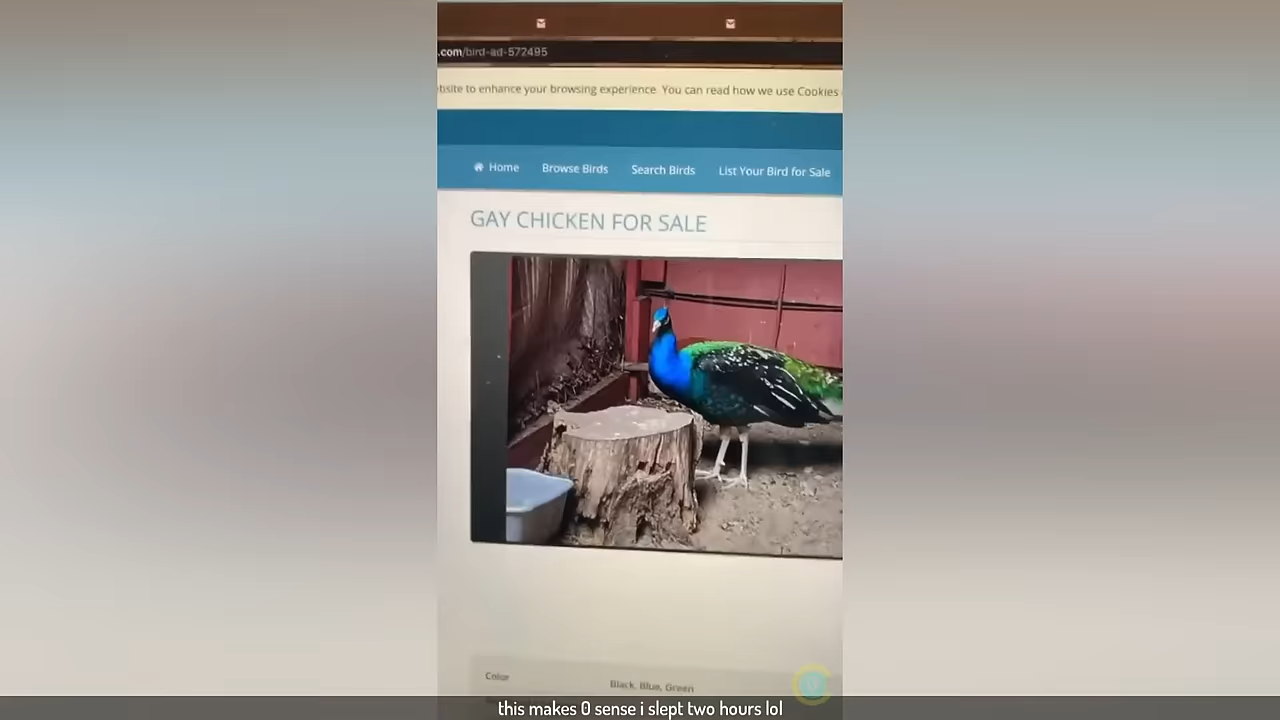 .com/bird-ad-572495
bsite to enhance your browsing experience. You can read how we use Cookies
Home Browse Birds Search Birds List Your Bird for Sale
GAY CHICKEN FOR SALE
Color Black, Blue, Green
this makes 0 sense i slept two hours lol